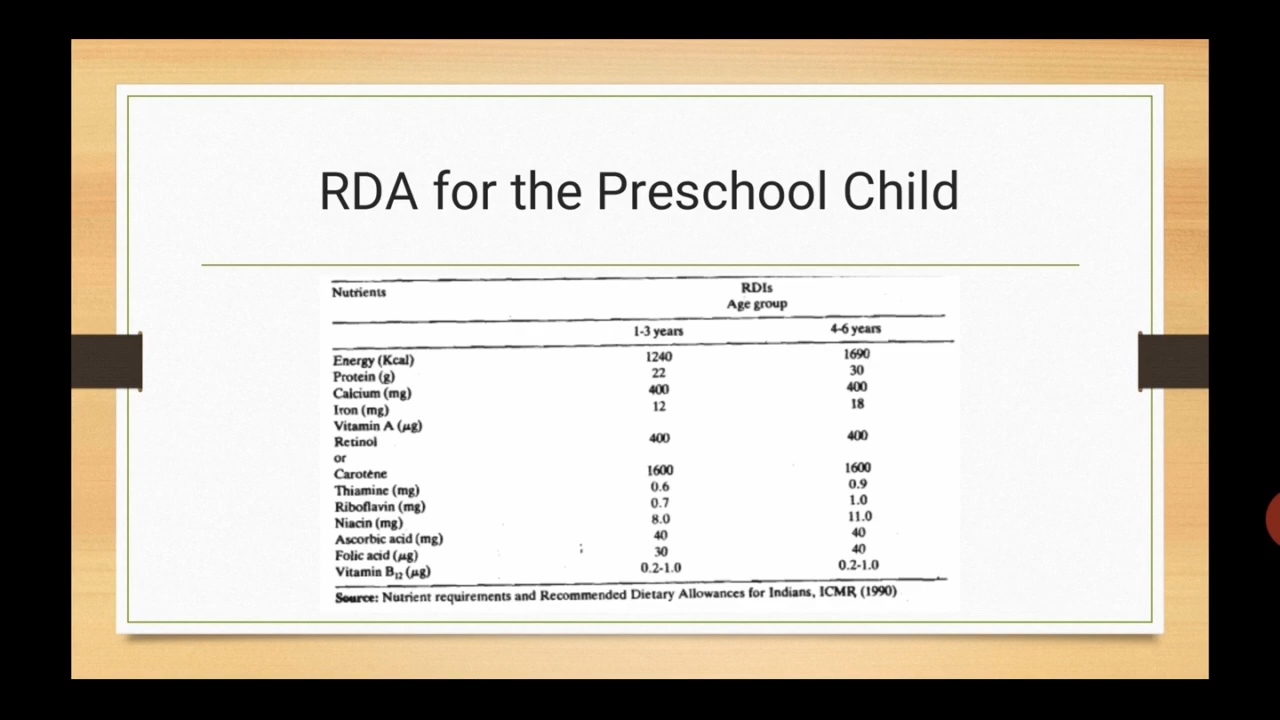 RDA for the Preschool Child
Nutrients RDIs
Age group
1-3 years 4-6 years
Energy (Kcal) 1240 1690
Protein (g) 22 30
Calcium (mg) 400 400
Iron (mg) 12 18
Vitamin A (µg)
Retinol 400 400
or
Carotene 1600 1600
Thiamine (mg) 0.6 0.9
Riboflavin (mg) 0.7 1.0
Niacin (mg) 8.0 11.0
Ascorbic acid (mg) 40 40
Folic acid (µg) 30 40
Vitamin B₁₂ (µg) 0.2-1.0 0.2-1.0
Source: Nutrient requirements and Recommended Dietary Allowances for Indians, ICMR (1990)